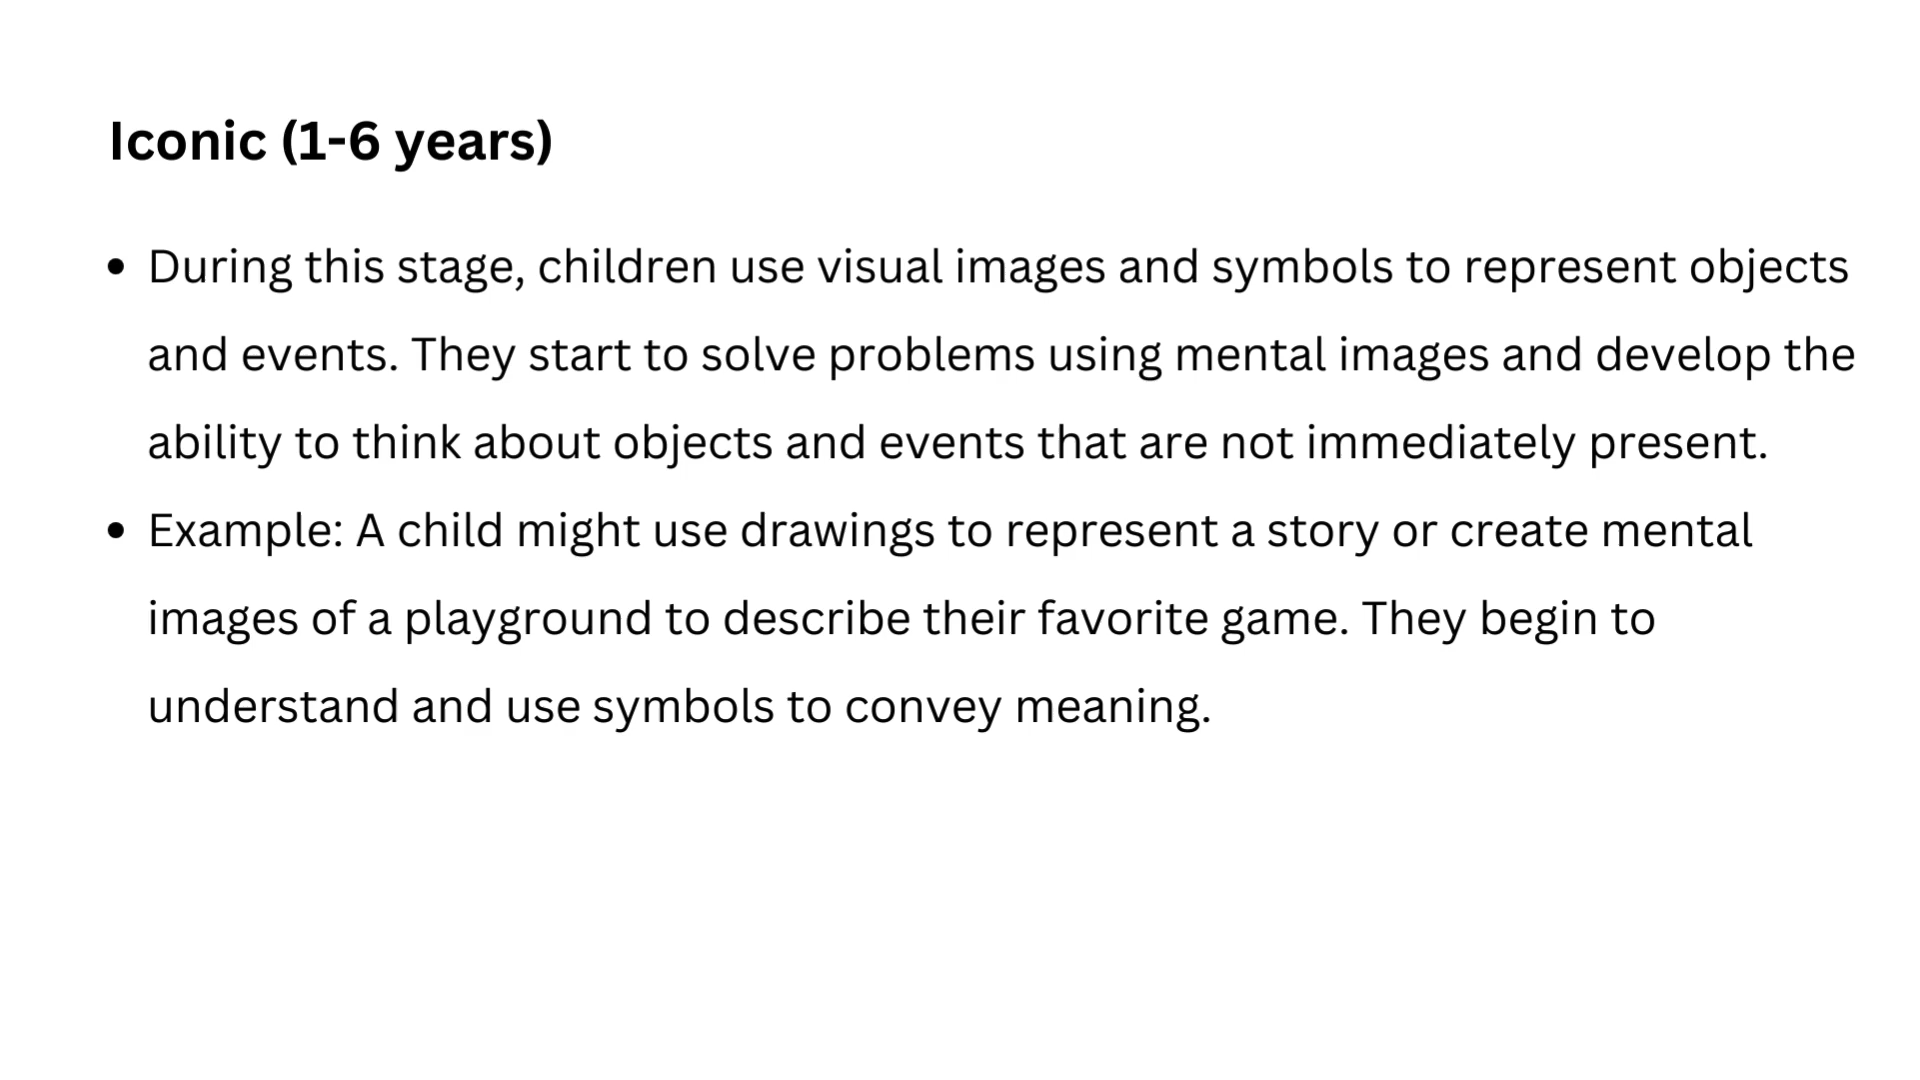 Iconic (1-6 years)
• During this stage, children use visual images and symbols to represent objects
and events. They start to solve problems using mental images and develop the
ability to think about objects and events that are not immediately present.
• Example: A child might use drawings to represent a story or create mental
images of a playground to describe their favorite game. They begin to
understand and use symbols to convey meaning.